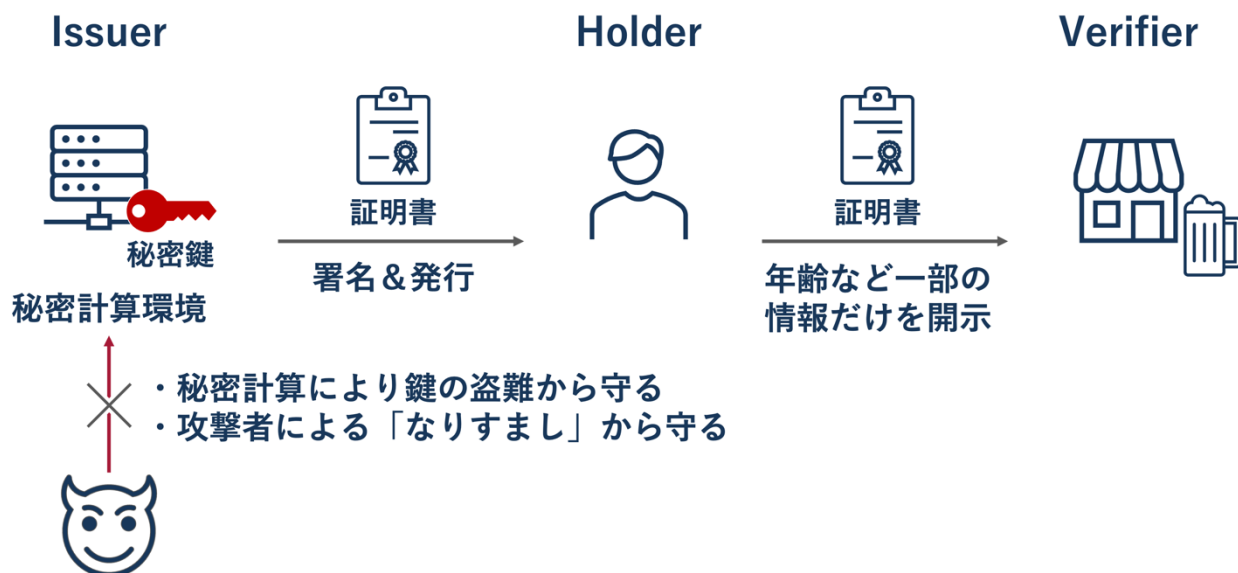 Issuer
Holder
Verifier
証明書
証明書
秘密鍵
署名＆発行
年齢など一部の
情報だけを開示
秘密計算環境
・秘密計算により鍵の盗難から守る
・攻撃者による「なりすまし」から守る